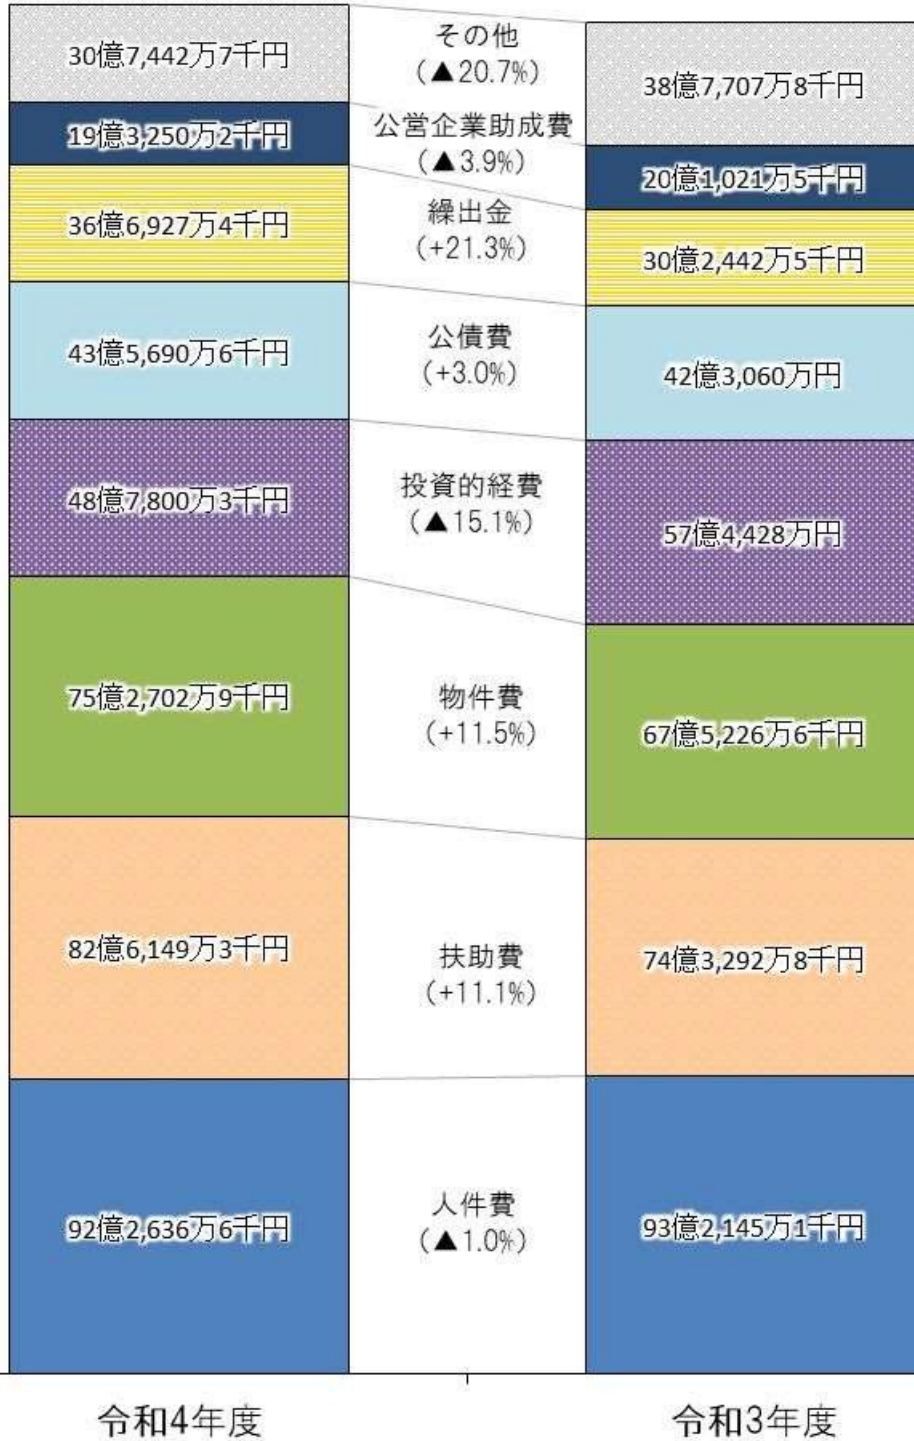 30億7,442万7千円
その他
(▲20.7%)
38億7,707万8千円
19億3,250万2千円
公営企業助成費
(▲3.9%)
20億1,021万5千円
36億6,927万4千円
繰出金
(+21.3%)
30億2,442万5千円
43億5,690万6千円
公債費
(+3.0%)
42億3,060万円
48億7,800万3千円
投資的経費
(▲15.1%)
57億4,428万円
75億2,702万9千円
物件費
(+11.5%)
67億5,226万6千円
82億6,149万3千円
扶助費
(+11.1%)
74億3,292万8千円
92億2,636万6千円
人件費
(▲1.0%)
93億2,145万1千円
令和4年度
令和3年度